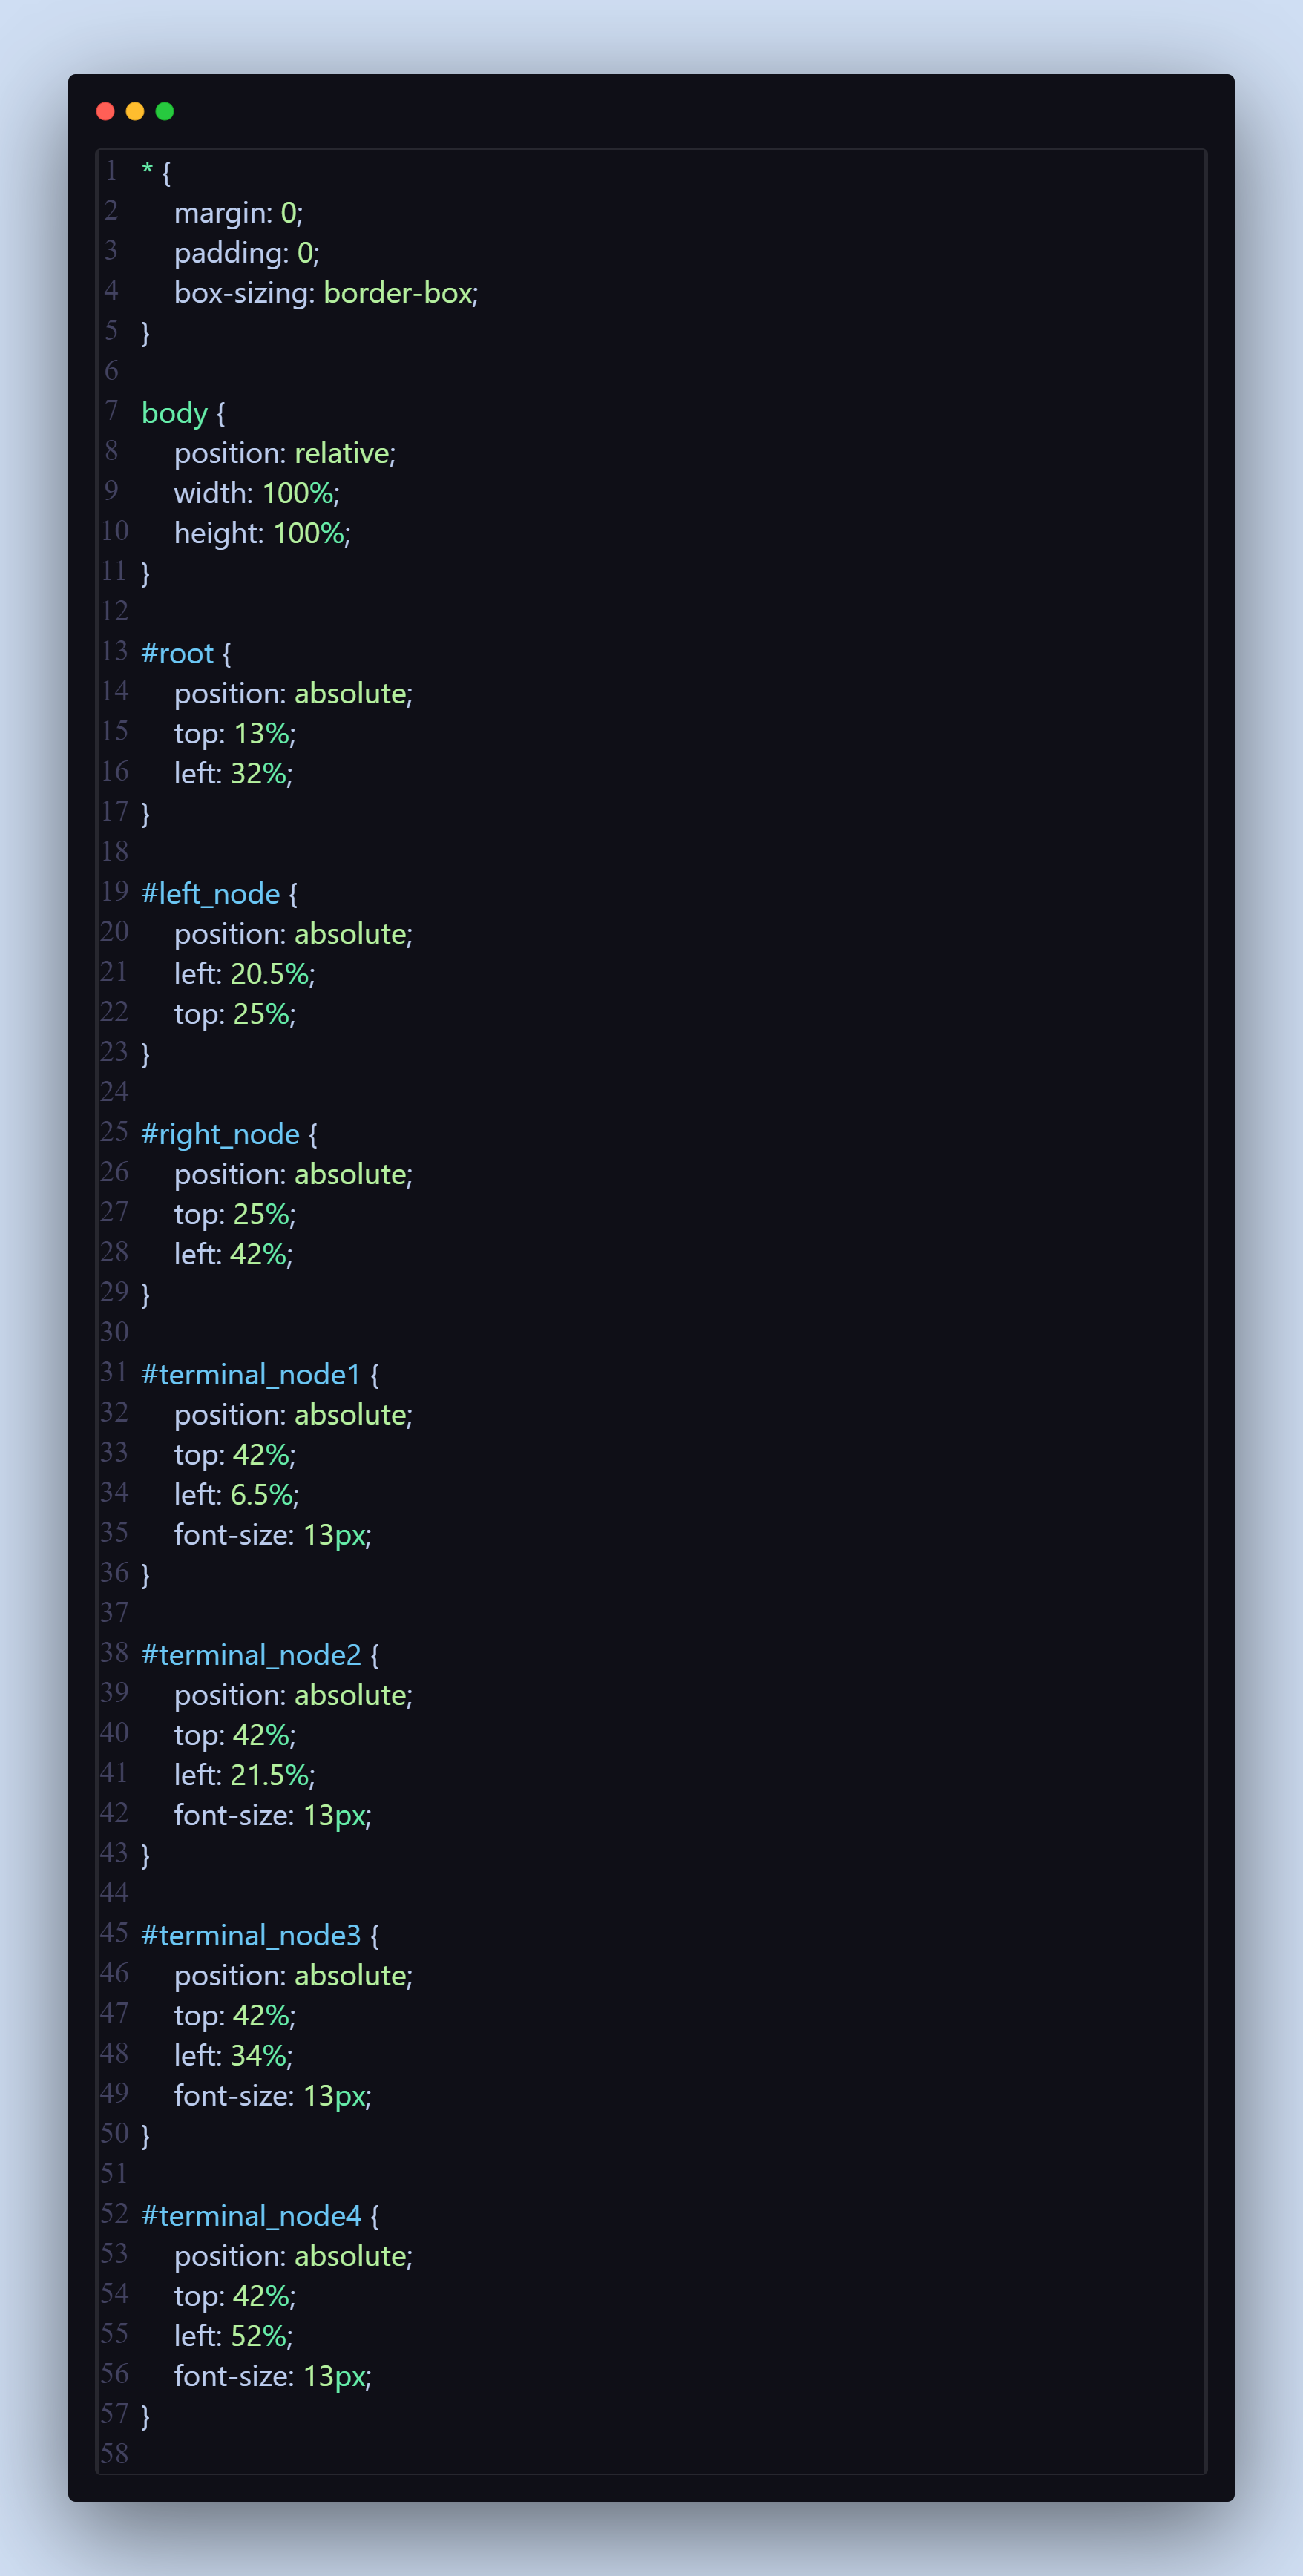 1 * {
2     margin: 0;
3     padding: 0;
4     box-sizing: border-box;
5 }
6
7 body {
8     position: relative;
9     width: 100%;
10     height: 100%;
11 }
12
13 #root {
14     position: absolute;
15     top: 13%;
16     left: 32%;
17 }
18
19 #left_node {
20     position: absolute;
21     left: 20.5%;
22     top: 25%;
23 }
24
25 #right_node {
26     position: absolute;
27     top: 25%;
28     left: 42%;
29 }
30
31 #terminal_node1 {
32     position: absolute;
33     top: 42%;
34     left: 6.5%;
35     font-size: 13px;
36 }
37
38 #terminal_node2 {
39     position: absolute;
40     top: 42%;
41     left: 21.5%;
42     font-size: 13px;
43 }
44
45 #terminal_node3 {
46     position: absolute;
47     top: 42%;
48     left: 34%;
49     font-size: 13px;
50 }
51
52 #terminal_node4 {
53     position: absolute;
54     top: 42%;
55     left: 52%;
56     font-size: 13px;
57 }
58